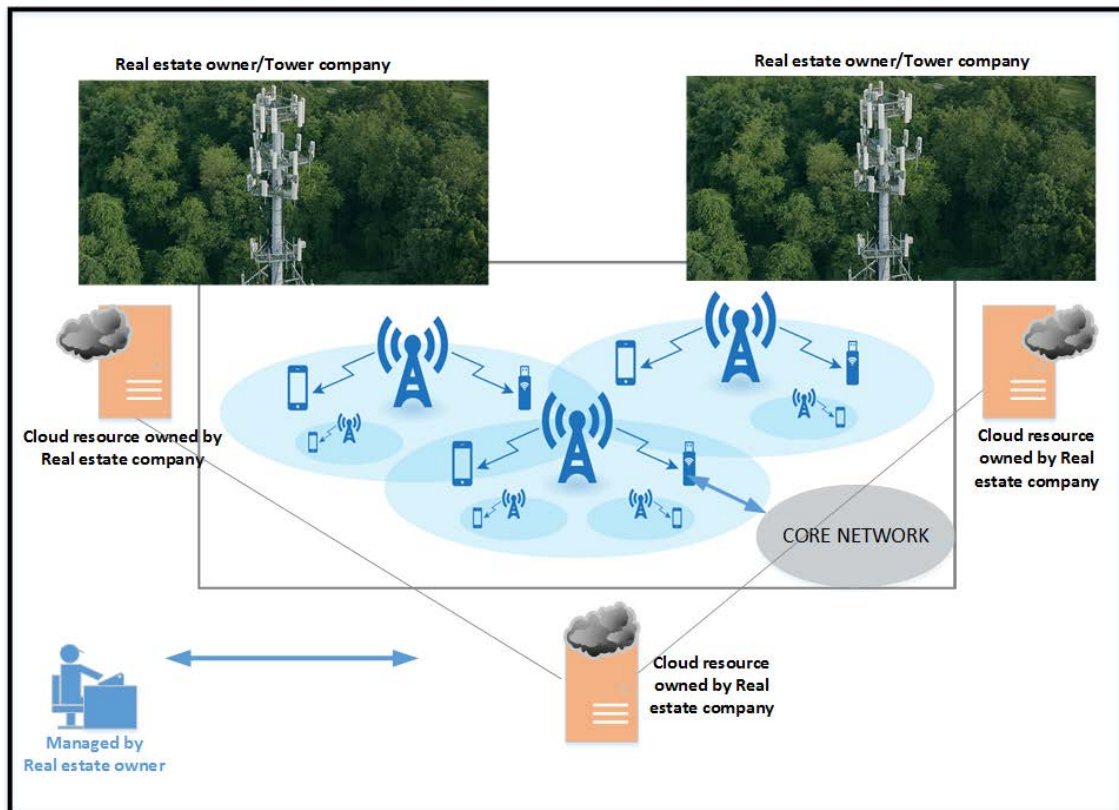 Real estate owner/Tower company
Real estate owner/Tower company
Cloud resource owned by
Real estate company
Cloud resource
owned by Real
estate company
CORE NETWORK
Cloud resource
owned by Real
estate company
Managed by
Real estate owner